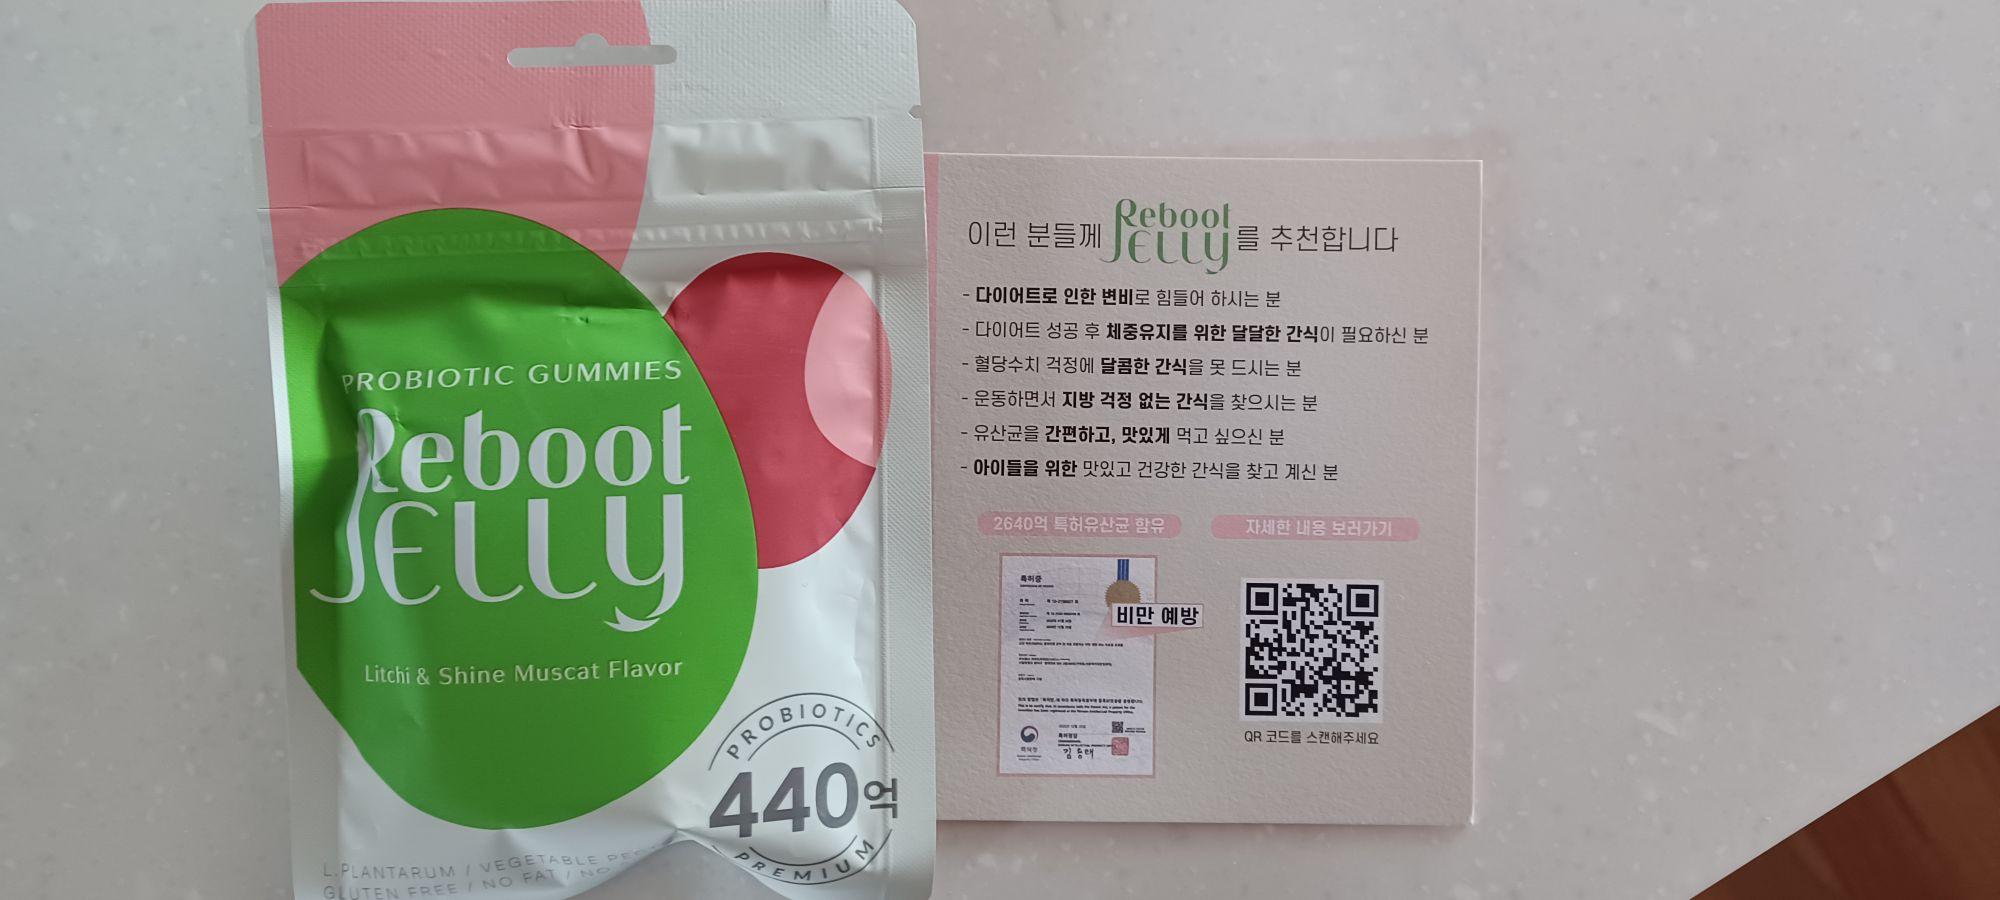 PROBIOTIC GUMMIES
Reboot
JELLY
Litchi & Shine Muscat Flavor
PROBIOTICS
440억
PREMIUM
L.PLANTARUM / VEGETABLE
GLUTEN FREE / NO FAT / NO
이런 분들께 Reboot JELLY를 추천합니다
- 다이어트로 인한 변비로 힘들어 하시는 분
- 다이어트 성공 후 체중유지를 위한 달달한 간식이 필요하신 분
- 혈당수치 걱정에 달콤한 간식을 못 드시는 분
- 운동하면서 지방 걱정 없는 간식을 찾으시는 분
- 유산균을 간편하고, 맛있게 먹고 싶으신 분
- 아이들을 위한 맛있고 건강한 간식을 찾고 계신 분
2640억 특허유산균 함유
자세한 내용 보러가기
특허증
비만 예방
특허청
QR 코드를 스캔해주세요